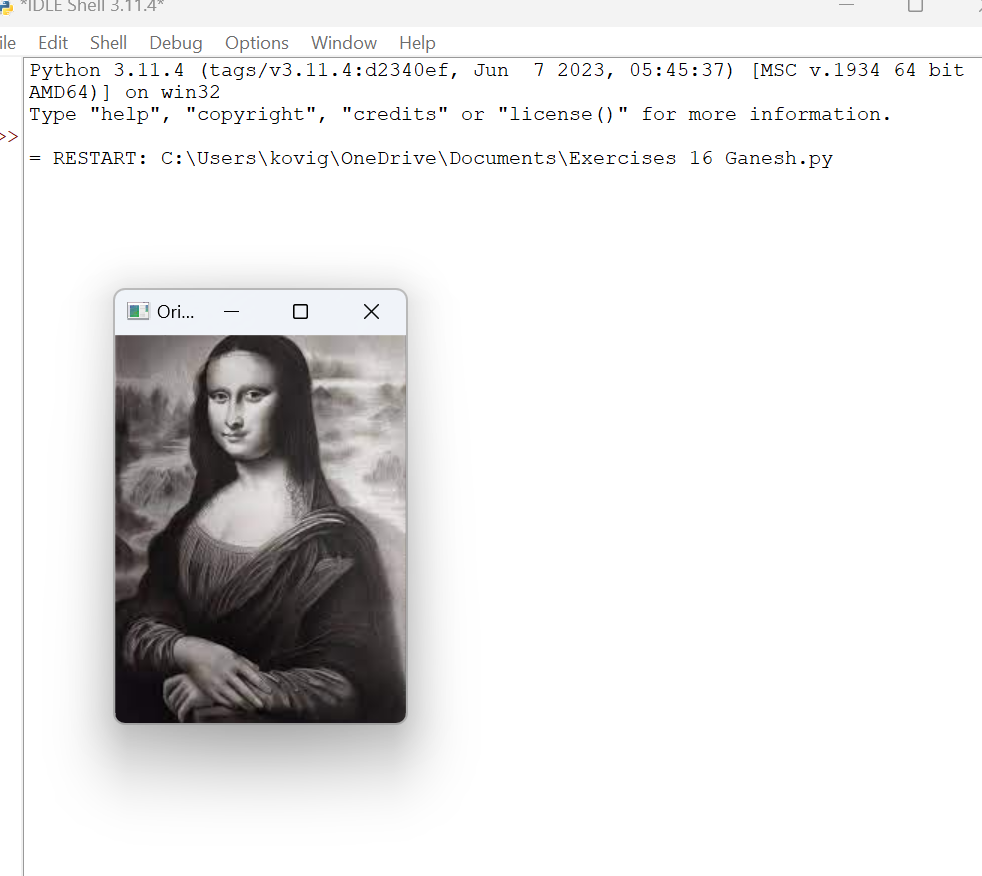 *IDLE Shell 3.11.4*
ile Edit Shell Debug Options Window Help
Python 3.11.4 (tags/v3.11.4:d2340ef, Jun  7 2023, 05:45:37) [MSC v.1934 64 bit
AMD64)] on win32
Type "help", "copyright", "credits" or "license()" for more information.
>>
= RESTART: C:\Users\kovig\OneDrive\Documents\Exercises 16 Ganesh.py
Ori...